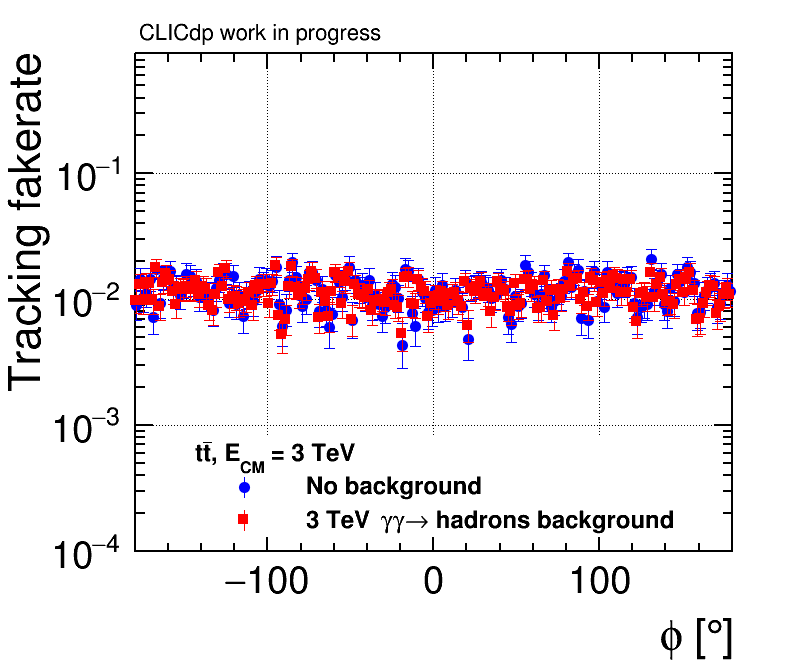 CLICdp work in progress
Tracking fakerate
10⁻¹
10⁻²
10⁻³
10⁻⁴
tt̄, E_CM = 3 TeV
No background
3 TeV γγ→ hadrons background
−100 0 100
ϕ [°]